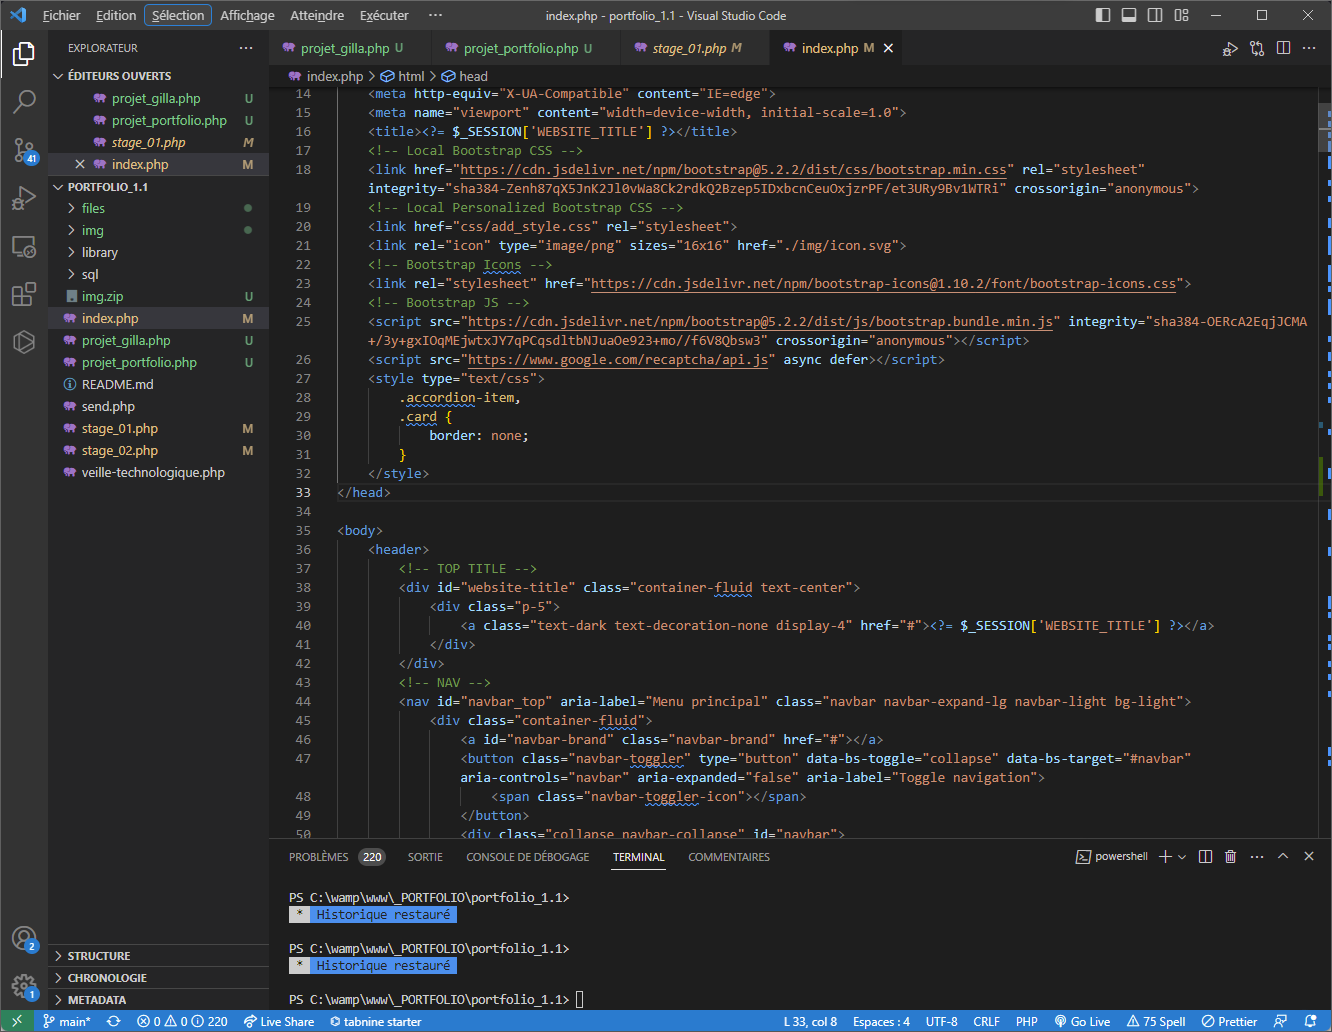 Fichier Edition Sélection Affichage Atteindre Exécuter ··· index.php - portfolio_1.1 - Visual Studio Code
EXPLORATEUR ···
ÉDITEURS OUVERTS
projet_gilla.php U
projet_portfolio.php U
stage_01.php M
index.php M
PORTFOLIO_1.1
files
img
library
sql
img.zip U
index.php M
projet_gilla.php U
projet_portfolio.php U
README.md
send.php
stage_01.php M
stage_02.php M
veille-technologique.php
STRUCTURE
CHRONOLOGIE
METADATA
41
2
1
projet_gilla.php U projet_portfolio.php U stage_01.php M index.php M
index.php > html > head
14 <meta http-equiv="X-UA-Compatible" content="IE=edge">
15 <meta name="viewport" content="width=device-width, initial-scale=1.0">
16 <title><?= $_SESSION['WEBSITE_TITLE'] ?></title>
17 <!-- Local Bootstrap CSS -->
18 <link href="https://cdn.jsdelivr.net/npm/bootstrap@5.2.2/dist/css/bootstrap.min.css" rel="stylesheet"
integrity="sha384-Zenh87qX5JnK2Jl0vWa8Ck2rdkQ2Bzep5IDxbcnCeuOxjzrPF/et3URy9Bv1WTRi" crossorigin="anonymous">
19 <!-- Local Personalized Bootstrap CSS -->
20 <link href="css/add_style.css" rel="stylesheet">
21 <link rel="icon" type="image/png" sizes="16x16" href="./img/icon.svg">
22 <!-- Bootstrap Icons -->
23 <link rel="stylesheet" href="https://cdn.jsdelivr.net/npm/bootstrap-icons@1.10.2/font/bootstrap-icons.css">
24 <!-- Bootstrap JS -->
25 <script src="https://cdn.jsdelivr.net/npm/bootstrap@5.2.2/dist/js/bootstrap.bundle.min.js" integrity="sha384-OERcA2EqjJCMA
+/3y+gxIOqMEjwtxJY7qPCqsdltbNJuaOe923+mo//f6V8Qbsw3" crossorigin="anonymous"></script>
26 <script src="https://www.google.com/recaptcha/api.js" async defer></script>
27 <style type="text/css">
28 .accordion-item,
29 .card {
30 border: none;
31 }
32 </style>
33 </head>
34
35 <body>
36 <header>
37 <!-- TOP TITLE -->
38 <div id="website-title" class="container-fluid text-center">
39 <div class="p-5">
40 <a class="text-dark text-decoration-none display-4" href="#"><?= $_SESSION['WEBSITE_TITLE'] ?></a>
41 </div>
42 </div>
43 <!-- NAV -->
44 <nav id="navbar_top" aria-label="Menu principal" class="navbar navbar-expand-lg navbar-light bg-light">
45 <div class="container-fluid">
46 <a id="navbar-brand" class="navbar-brand" href="#"></a>
47 <button class="navbar-toggler" type="button" data-bs-toggle="collapse" data-bs-target="#navbar"
aria-controls="navbar" aria-expanded="false" aria-label="Toggle navigation">
48 <span class="navbar-toggler-icon"></span>
49 </button>
50 <div class="collapse navbar-collapse" id="navbar">
PROBLÈMES 220 SORTIE CONSOLE DE DÉBOGAGE TERMINAL COMMENTAIRES powershell
PS C:\wamp\www\_PORTFOLIO\portfolio_1.1>
* Historique restauré
PS C:\wamp\www\_PORTFOLIO\portfolio_1.1>
* Historique restauré
PS C:\wamp\www\_PORTFOLIO\portfolio_1.1>
main* 0 0 220 Live Share tabnine starter L 33, col 8 Espaces : 4 UTF-8 CRLF PHP Go Live 75 Spell Prettier